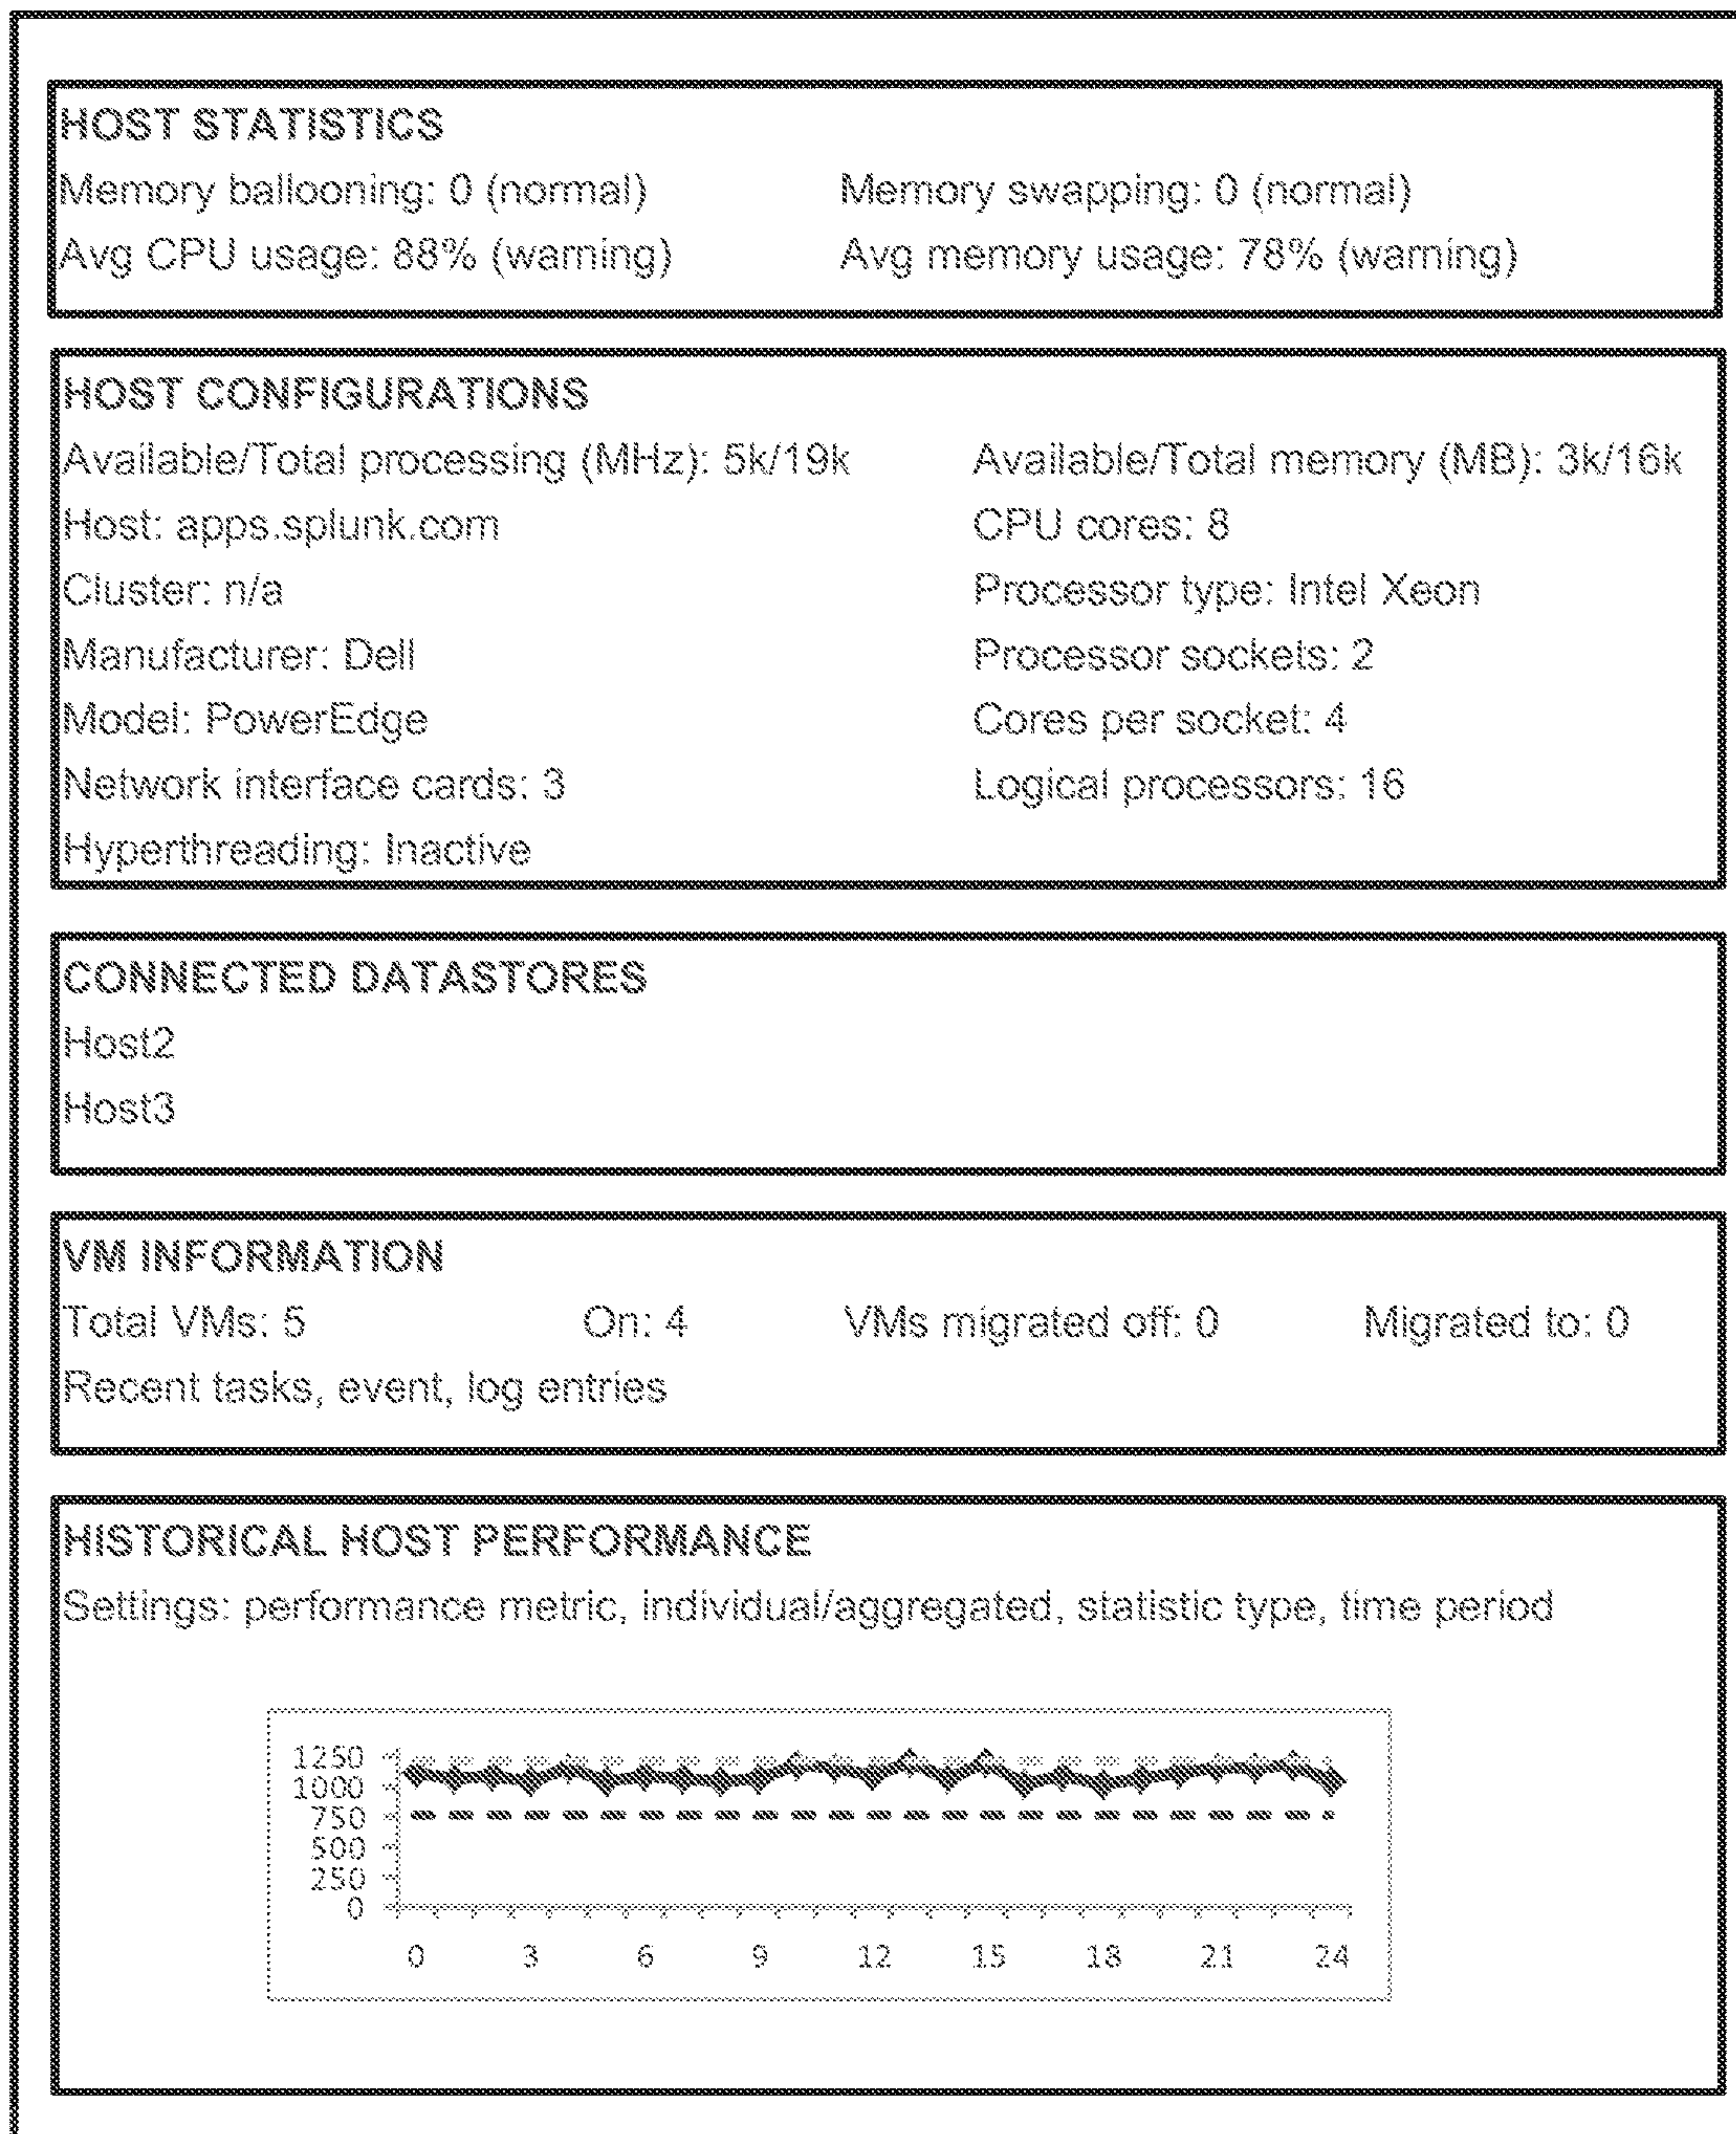 HOST STATISTICS
Memory ballooning: 0 (normal) Memory swapping: 0 (normal)
Avg CPU usage: 88% (warning) Avg memory usage: 78% (warning)
HOST CONFIGURATIONS
Available/Total processing (MHz): 5k/19k Available/Total memory (MB): 3k/16k
Host: apps.splunk.com CPU cores: 8
Cluster: n/a Processor type: Intel Xeon
Manufacturer: Dell Processor sockets: 2
Model: PowerEdge Cores per socket: 4
Network interface cards: 3 Logical processors: 16
Hyperthreading: Inactive
CONNECTED DATASTORES
Host2
Host3
VM INFORMATION
Total VMs: 5 On: 4 VMs migrated off: 0 Migrated to: 0
Recent tasks, event, log entries
HISTORICAL HOST PERFORMANCE
Settings: performance metric, individual/aggregated, statistic type, time period
1250
1000
750
500
250
0
0 3 6 9 12 15 18 21 24